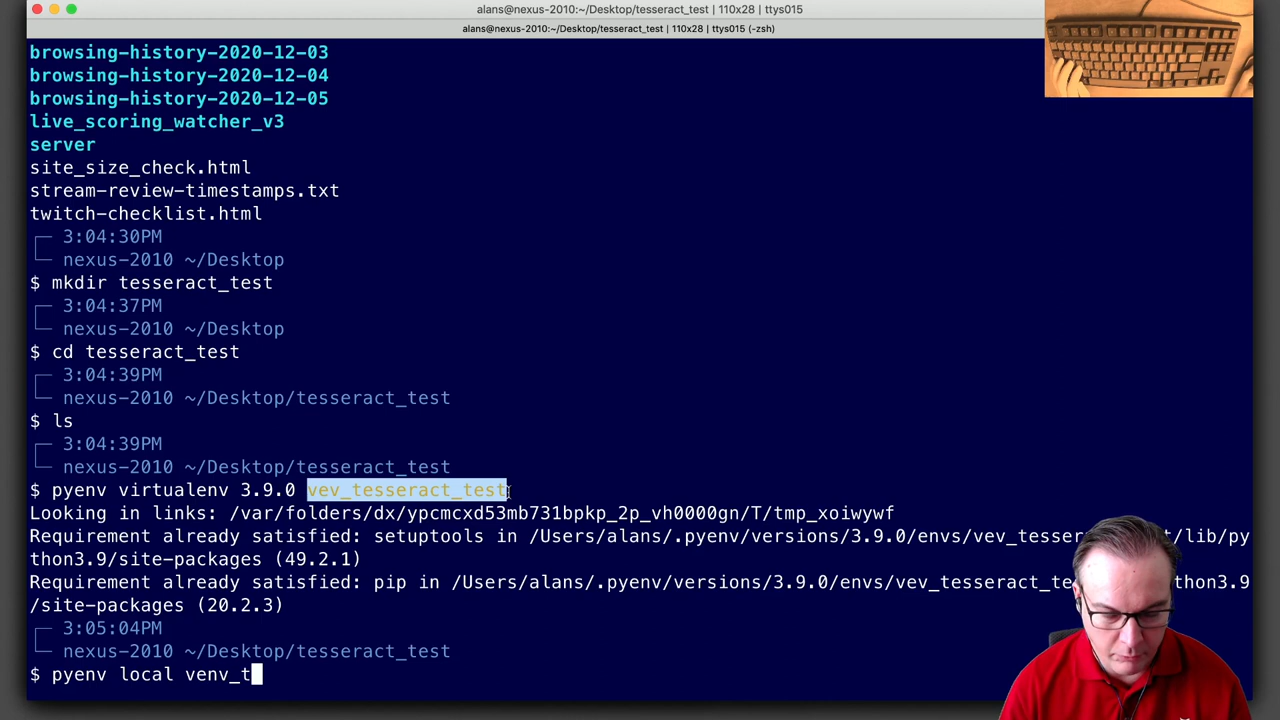 alans@nexus-2010:~/Desktop/tesseract_test | 110x28 | ttys015
alans@nexus-2010:~/Desktop/tesseract_test | 110x28 | ttys015 (-zsh)
browsing-history-2020-12-03
browsing-history-2020-12-04
browsing-history-2020-12-05
live_scoring_watcher_v3
server
site_size_check.html
stream-review-timestamps.txt
twitch-checklist.html
3:04:30PM
nexus-2010 ~/Desktop
$ mkdir tesseract_test
3:04:37PM
nexus-2010 ~/Desktop
$ cd tesseract_test
3:04:39PM
nexus-2010 ~/Desktop/tesseract_test
$ ls
3:04:39PM
nexus-2010 ~/Desktop/tesseract_test
$ pyenv virtualenv 3.9.0 vev_tesseract_test
Looking in links: /var/folders/dx/ypcmcxd53mb731bpkp_2p_vh0000gn/T/tmp_xoiwywf
Requirement already satisfied: setuptools in /Users/alans/.pyenv/versions/3.9.0/envs/vev_tesser t/lib/py
thon3.9/site-packages (49.2.1)
Requirement already satisfied: pip in /Users/alans/.pyenv/versions/3.9.0/envs/vev_tesseract_te thon3.9
/site-packages (20.2.3)
3:05:04PM
nexus-2010 ~/Desktop/tesseract_test
$ pyenv local venv_t